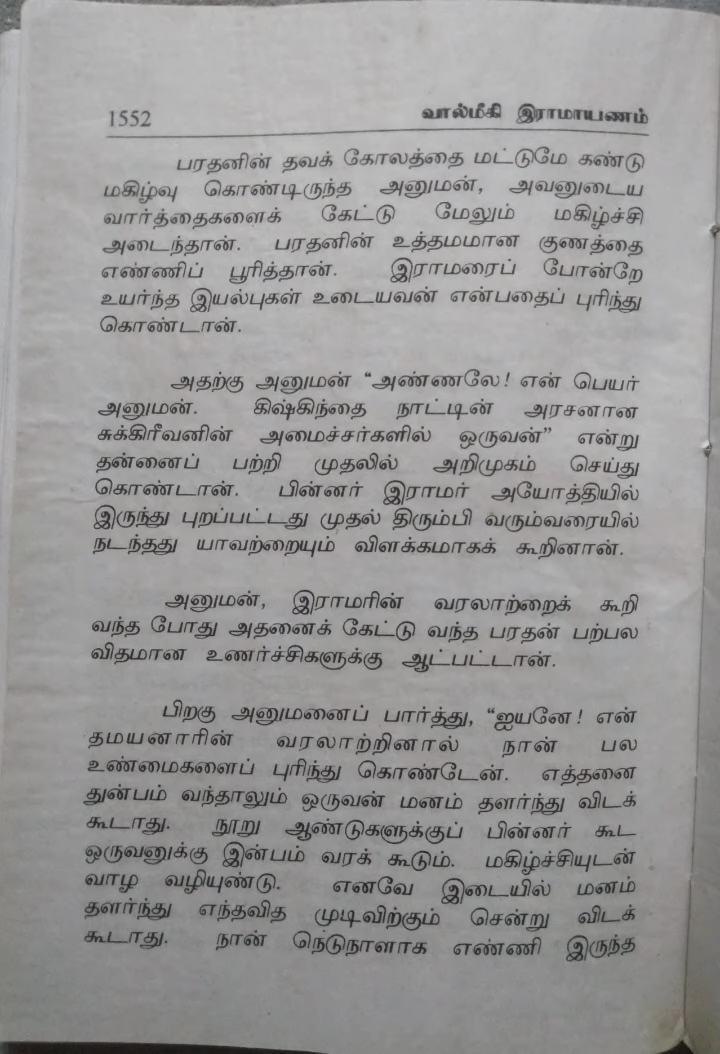 1552 வால்மீகி இராமாயணம்
பரதனின் தவக் கோலத்தை மட்டுமே கண்டு
மகிழ்வு கொண்டிருந்த அனுமன், அவனுடைய
வார்த்தைகளைக் கேட்டு மேலும் மகிழ்ச்சி
அடைந்தான். பரதனின் உத்தமமான குணத்தை
எண்ணிப் பூரித்தான். இராமரைப் போன்றே
உயர்ந்த இயல்புகள் உடையவன் என்பதைப் புரிந்து
கொண்டான்.
அதற்கு அனுமன் “அண்ணலே! என் பெயர்
அனுமன். கிஷ்கிந்தை நாட்டின் அரசனான
சுக்கிரீவனின் அமைச்சர்களில் ஒருவன்” என்று
தன்னைப் பற்றி முதலில் அறிமுகம் செய்து
கொண்டான். பின்னர் இராமர் அயோத்தியில்
இருந்து புறப்பட்டது முதல் திரும்பி வரும்வரையில்
நடந்தது யாவற்றையும் விளக்கமாகக் கூறினான்.
அனுமன், இராமரின் வரலாற்றைக் கூறி
வந்த போது அதனைக் கேட்டு வந்த பரதன் பற்பல
விதமான உணர்ச்சிகளுக்கு ஆட்பட்டான்.
பிறகு அனுமனைப் பார்த்து, “ஐயனே! என்
தமயனாரின் வரலாற்றினால் நான் பல
உண்மைகளைப் புரிந்து கொண்டேன். எத்தனை
துன்பம் வந்தாலும் ஒருவன் மனம் தளர்ந்து விடக்
கூடாது. நூறு ஆண்டுகளுக்குப் பின்னர் கூட
ஒருவனுக்கு இன்பம் வரக் கூடும். மகிழ்ச்சியுடன்
வாழ வழியுண்டு. எனவே இடையில் மனம்
தளர்ந்து எந்தவித முடிவிற்கும் சென்று விடக்
கூடாது. நான் நெடுநாளாக எண்ணி இருந்த